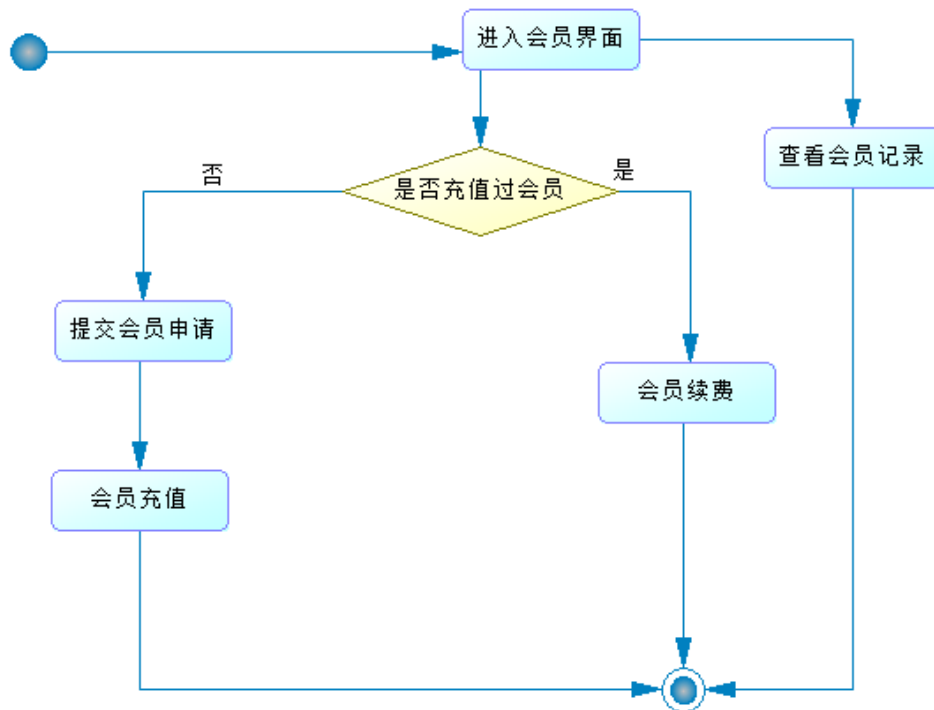 进入会员界面
查看会员记录
是否充值过会员
否
是
提交会员申请
会员续费
会员充值